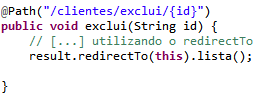 @Path("/clientes/exclui/{id}")
public void exclui(String id) {
// [...] utilizando o redirectTo
result.redirectTo(this).lista();
}